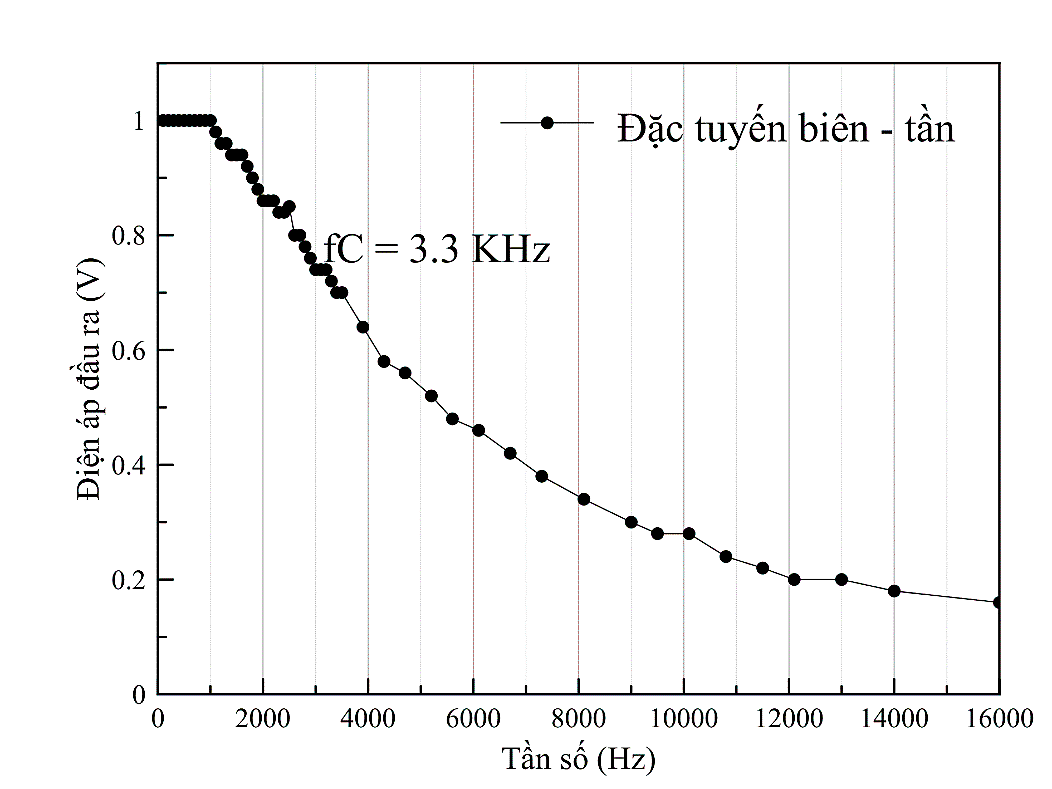 Đặc tuyến biên - tần
fC = 3.3 KHz
Điện áp đầu ra (V)
1
0.8
0.6
0.4
0.2
0
0 2000 4000 6000 8000 10000 12000 14000 16000
Tần số (Hz)